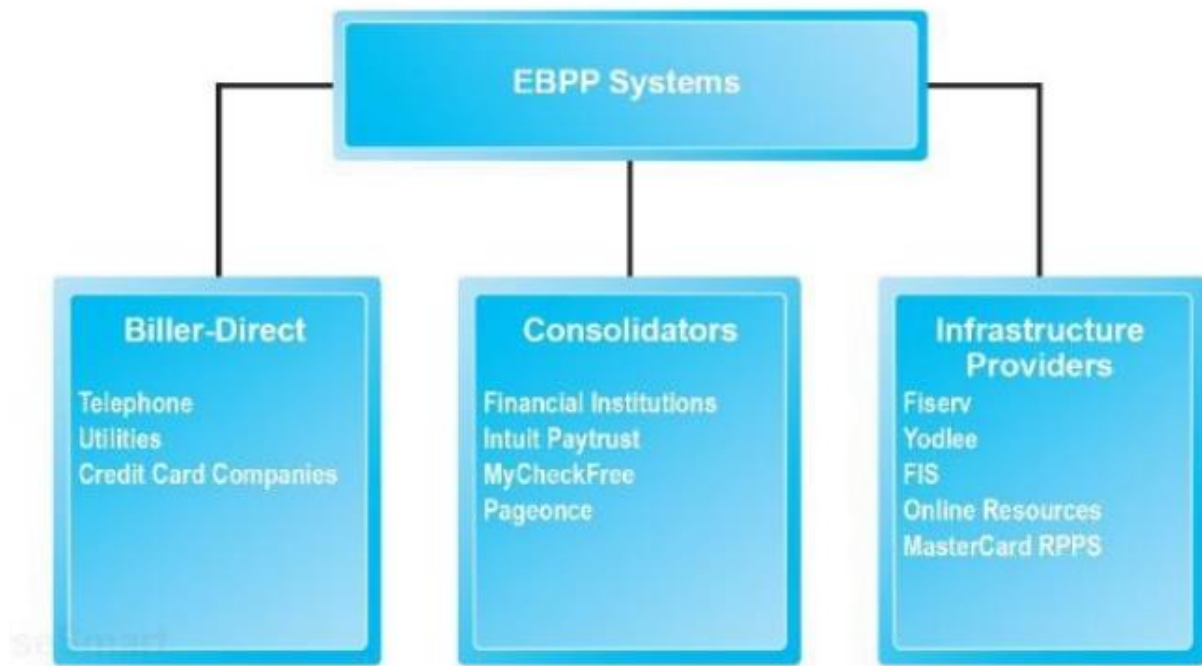 EBPP Systems
Biller-Direct
Telephone
Utilities
Credit Card Companies
Consolidators
Financial Institutions
Intuit Paytrust
MyCheckFree
Pageonce
Infrastructure
Providers
Fiserv
Yodlee
FIS
Online Resources
MasterCard RPPS